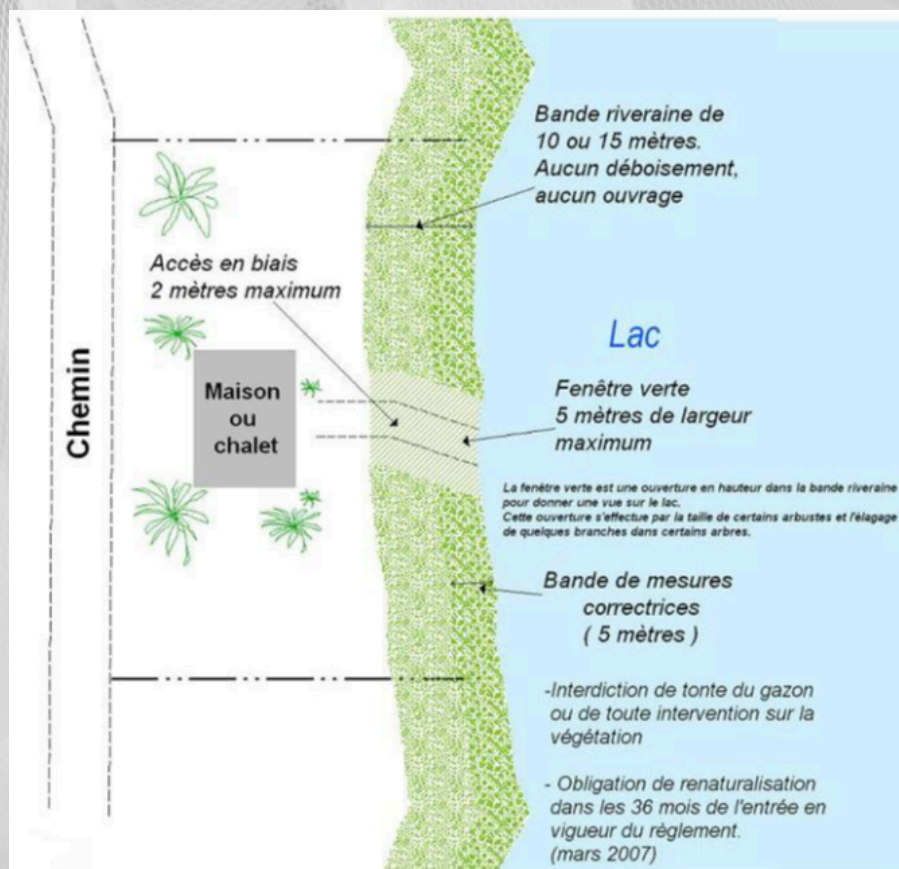 Bande riveraine de
10 ou 15 mètres.
Aucun déboisement,
aucun ouvrage
Accès en biais
2 mètres maximum
Lac
Chemin
Maison
ou
chalet
Fenêtre verte
5 mètres de largeur
maximum
La fenètre verte est une ouverture en hauteur dans la bande riveraine
pour donner une vue sur le lac.
Cette ouverture s'effectue par la taille de certains arbustes et l'élagage
de quelques branches dans certains arbres.
Bande de mesures
correctrices
( 5 mètres )
-Interdiction de tonte du gazon
ou de toute intervention sur la
végétation
- Obligation de renaturalisation
dans les 36 mois de l'entrée en
vigueur du règlement.
(mars 2007)